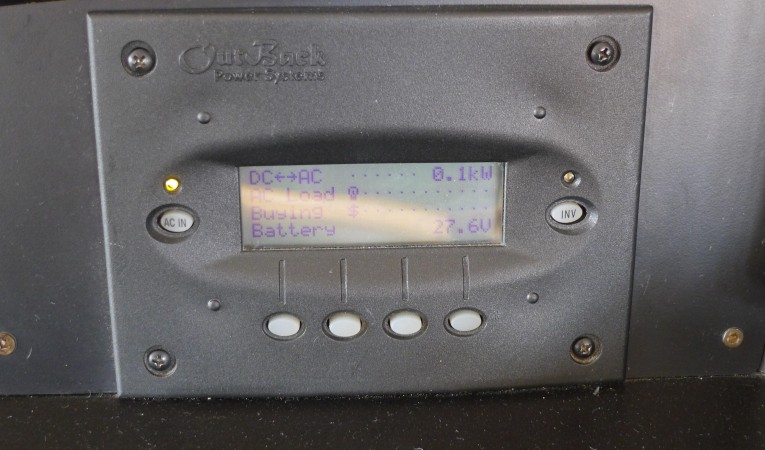 OutBack
Power Systems
DC←→AC ······ 0.1kW
AC Load
Buying $
Battery 27.6V
AC IN
INV